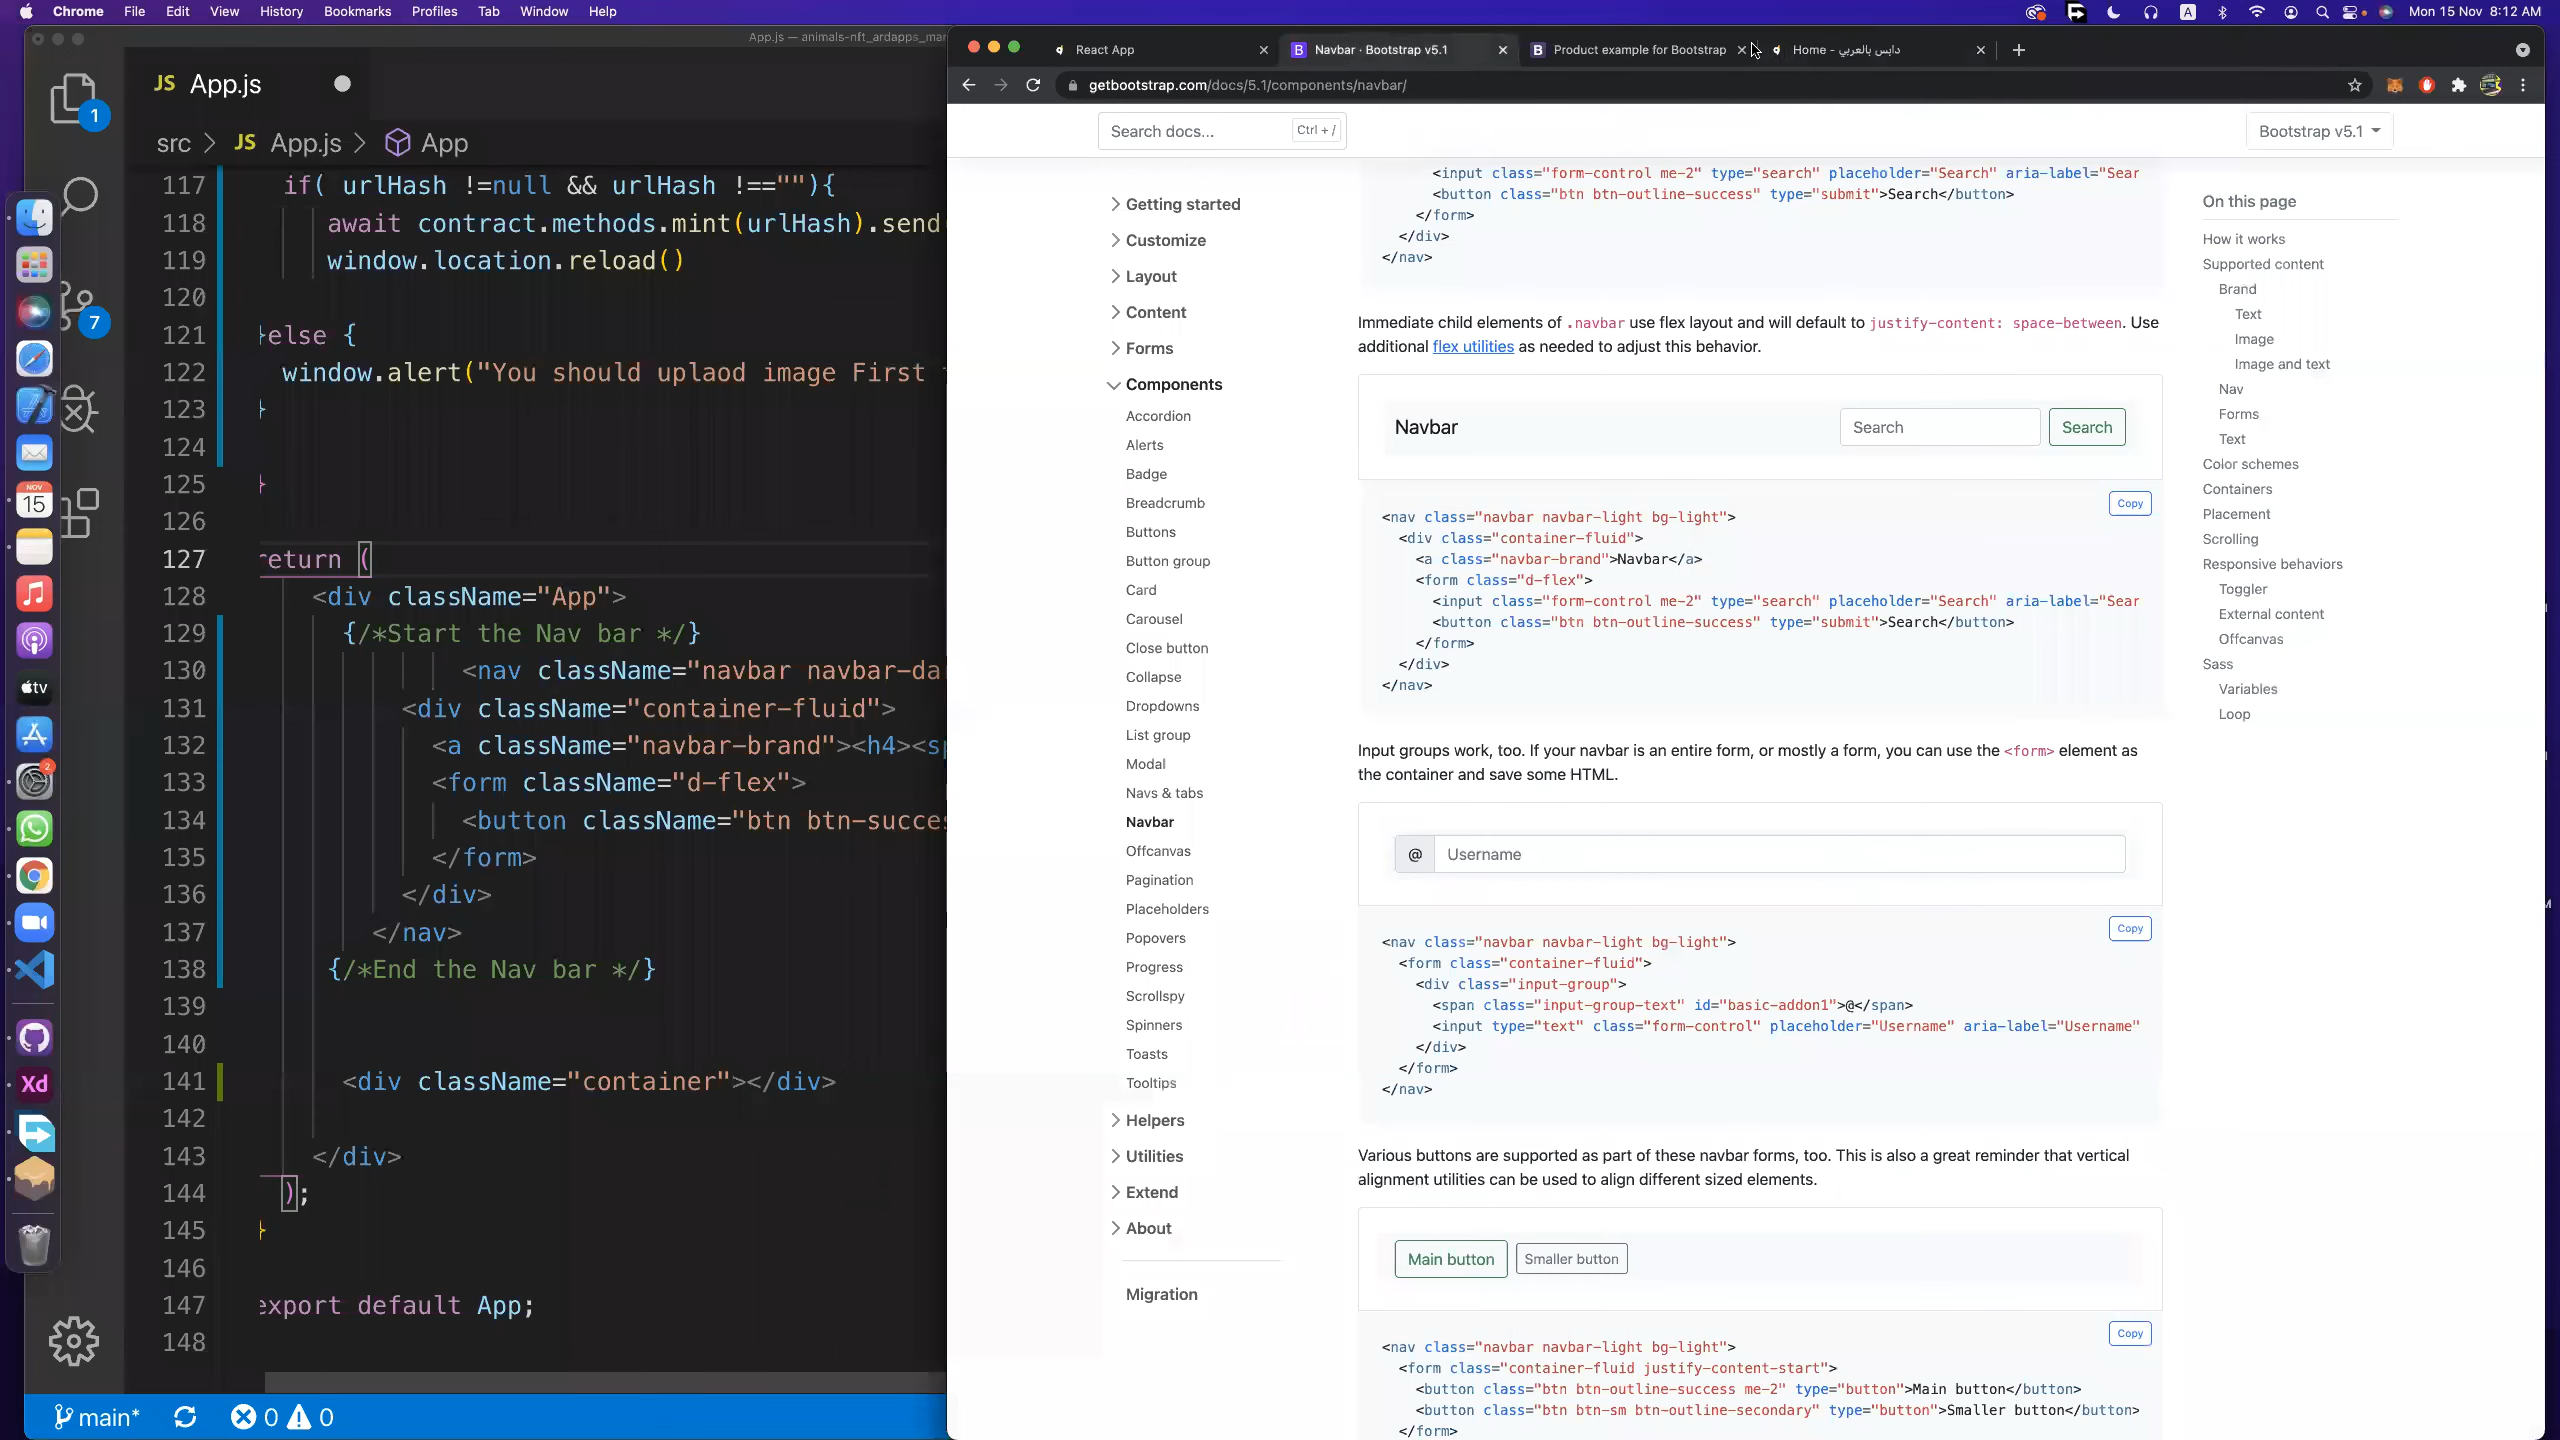 Chrome File Edit View History Bookmarks Profiles Tab Window Help
A Mon 15 Nov 8:12 AM
App.js — animals-nft_ardapps_mar
React App
Navbar · Bootstrap v5.1
Product example for Bootstrap
Home - دابس بالعربي
getbootstrap.com/docs/5.1/components/navbar/
JS App.js
src > JS App.js > App
1
7
NOV
15
tv
2
Xd
117 if( urlHash !=null && urlHash !==""){
118 await contract.methods.mint(urlHash).send
119 window.location.reload()
120
121 }else {
122 window.alert("You should uplaod image First
123 }
124
125 }
126
127 return (
128 <div className="App">
129 {/*Start the Nav bar */}
130 <nav className="navbar navbar-da
131 <div className="container-fluid">
132 <a className="navbar-brand"><h4><s
133 <form className="d-flex">
134 <button className="btn btn-succe
135 </form>
136 </div>
137 </nav>
138 {/*End the Nav bar */}
139
140
141 <div className="container"></div>
142
143 </div>
144 );
145 }
146
147 export default App;
148
main* 0 0
Search docs... Ctrl + /
Bootstrap v5.1
Getting started
Customize
Layout
Content
Forms
Components
Accordion
Alerts
Badge
Breadcrumb
Buttons
Button group
Card
Carousel
Close button
Collapse
Dropdowns
List group
Modal
Navs & tabs
Navbar
Offcanvas
Pagination
Placeholders
Popovers
Progress
Scrollspy
Spinners
Toasts
Tooltips
Helpers
Utilities
Extend
About
Migration
<input class="form-control me-2" type="search" placeholder="Search" aria-label="Sear
<button class="btn btn-outline-success" type="submit">Search</button>
</form>
</div>
</nav>
Immediate child elements of .navbar use flex layout and will default to justify-content: space-between. Use
additional flex utilities as needed to adjust this behavior.
Navbar Search Search
Copy
<nav class="navbar navbar-light bg-light">
<div class="container-fluid">
<a class="navbar-brand">Navbar</a>
<form class="d-flex">
<input class="form-control me-2" type="search" placeholder="Search" aria-label="Sear
<button class="btn btn-outline-success" type="submit">Search</button>
</form>
</div>
</nav>
Input groups work, too. If your navbar is an entire form, or mostly a form, you can use the <form> element as
the container and save some HTML.
@ Username
Copy
<nav class="navbar navbar-light bg-light">
<form class="container-fluid">
<div class="input-group">
<span class="input-group-text" id="basic-addon1">@</span>
<input type="text" class="form-control" placeholder="Username" aria-label="Username"
</div>
</form>
</nav>
Various buttons are supported as part of these navbar forms, too. This is also a great reminder that vertical
alignment utilities can be used to align different sized elements.
Main button Smaller button
Copy
<nav class="navbar navbar-light bg-light">
<form class="container-fluid justify-content-start">
<button class="btn btn-outline-success me-2" type="button">Main button</button>
<button class="btn btn-sm btn-outline-secondary" type="button">Smaller button</button>
</form>
On this page
How it works
Supported content
Brand
Text
Image
Image and text
Nav
Forms
Text
Color schemes
Containers
Placement
Scrolling
Responsive behaviors
Toggler
External content
Offcanvas
Sass
Variables
Loop